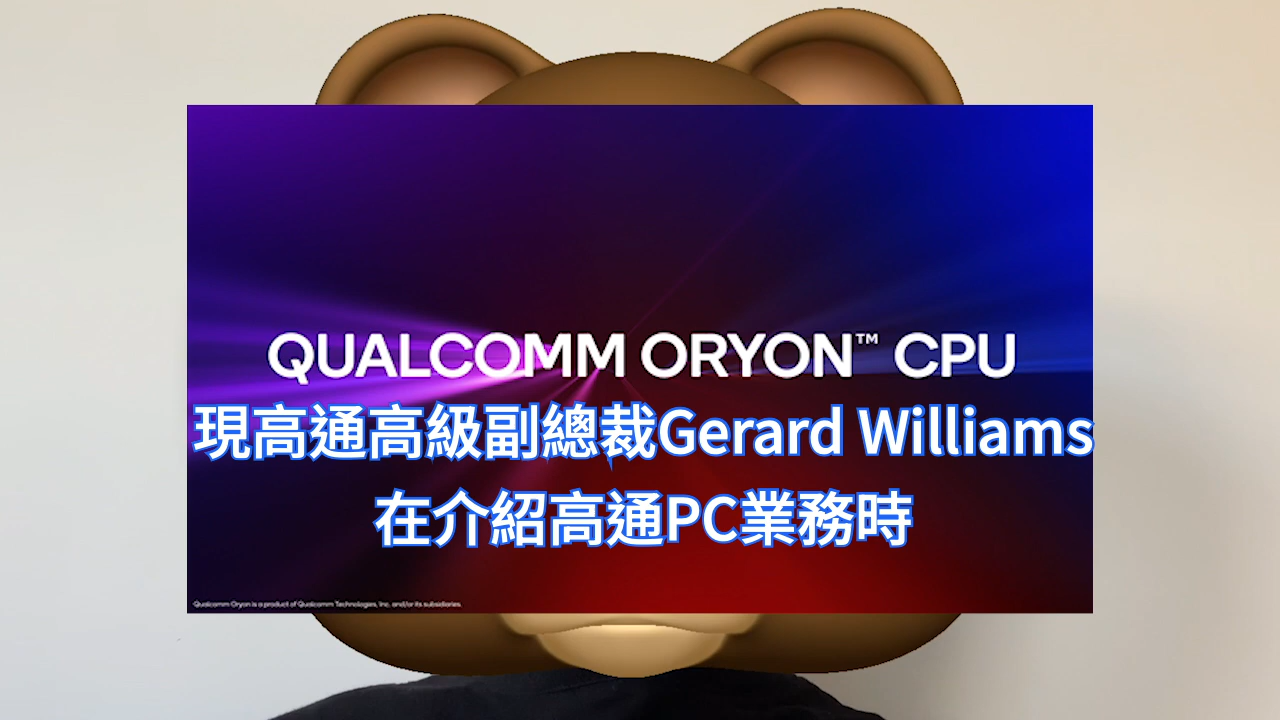 QUALCOMM ORYON™ CPU
現高通高級副總裁Gerard Williams
在介紹高通PC業務時
Qualcomm Oryon is a product of Qualcomm Technologies, Inc. and/or its subsidiaries.